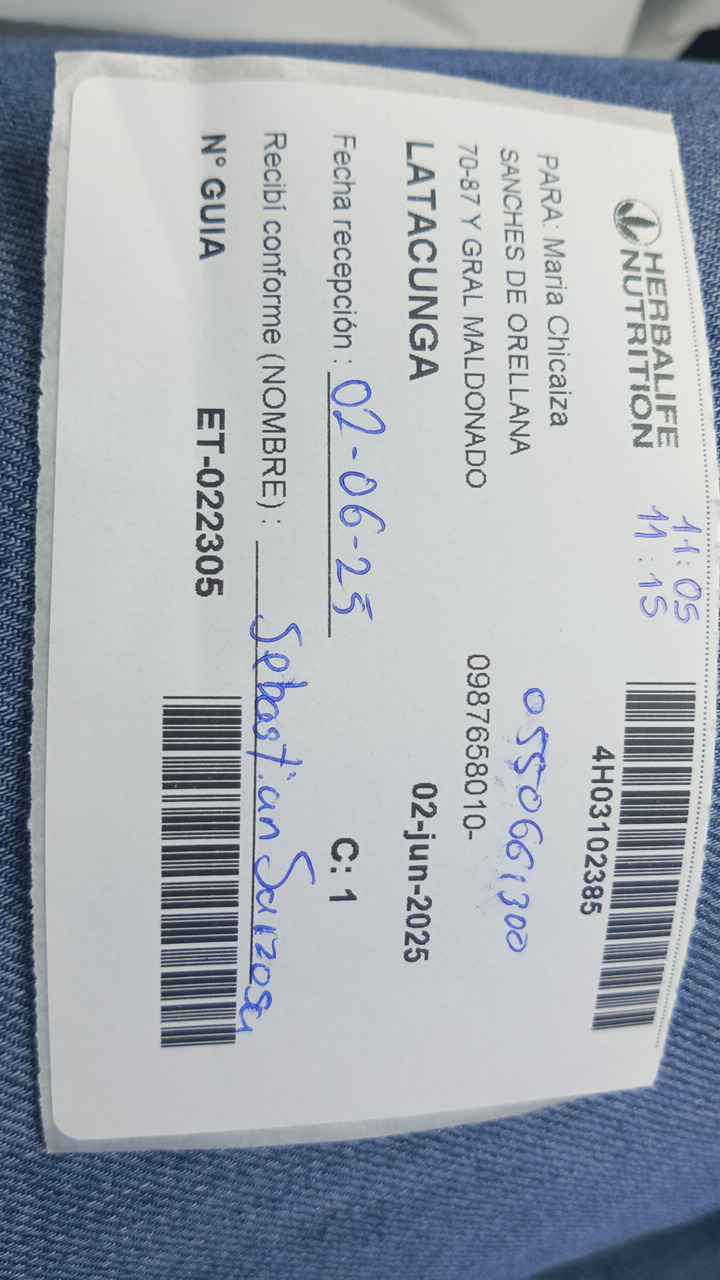 HERBALIFE
NUTRITION
11:05
11:15
4H03102385
PARA: Maria Chicaiza
SANCHES DE ORELLANA
0550661300
70-87 Y GRAL MALDONADO
0987658010-
LATACUNGA
02-jun-2025
Fecha recepción : 02-06-25
C: 1
Recibí conforme (NOMBRE) : Sebastian Sarzosa
N° GUIA ET-022305